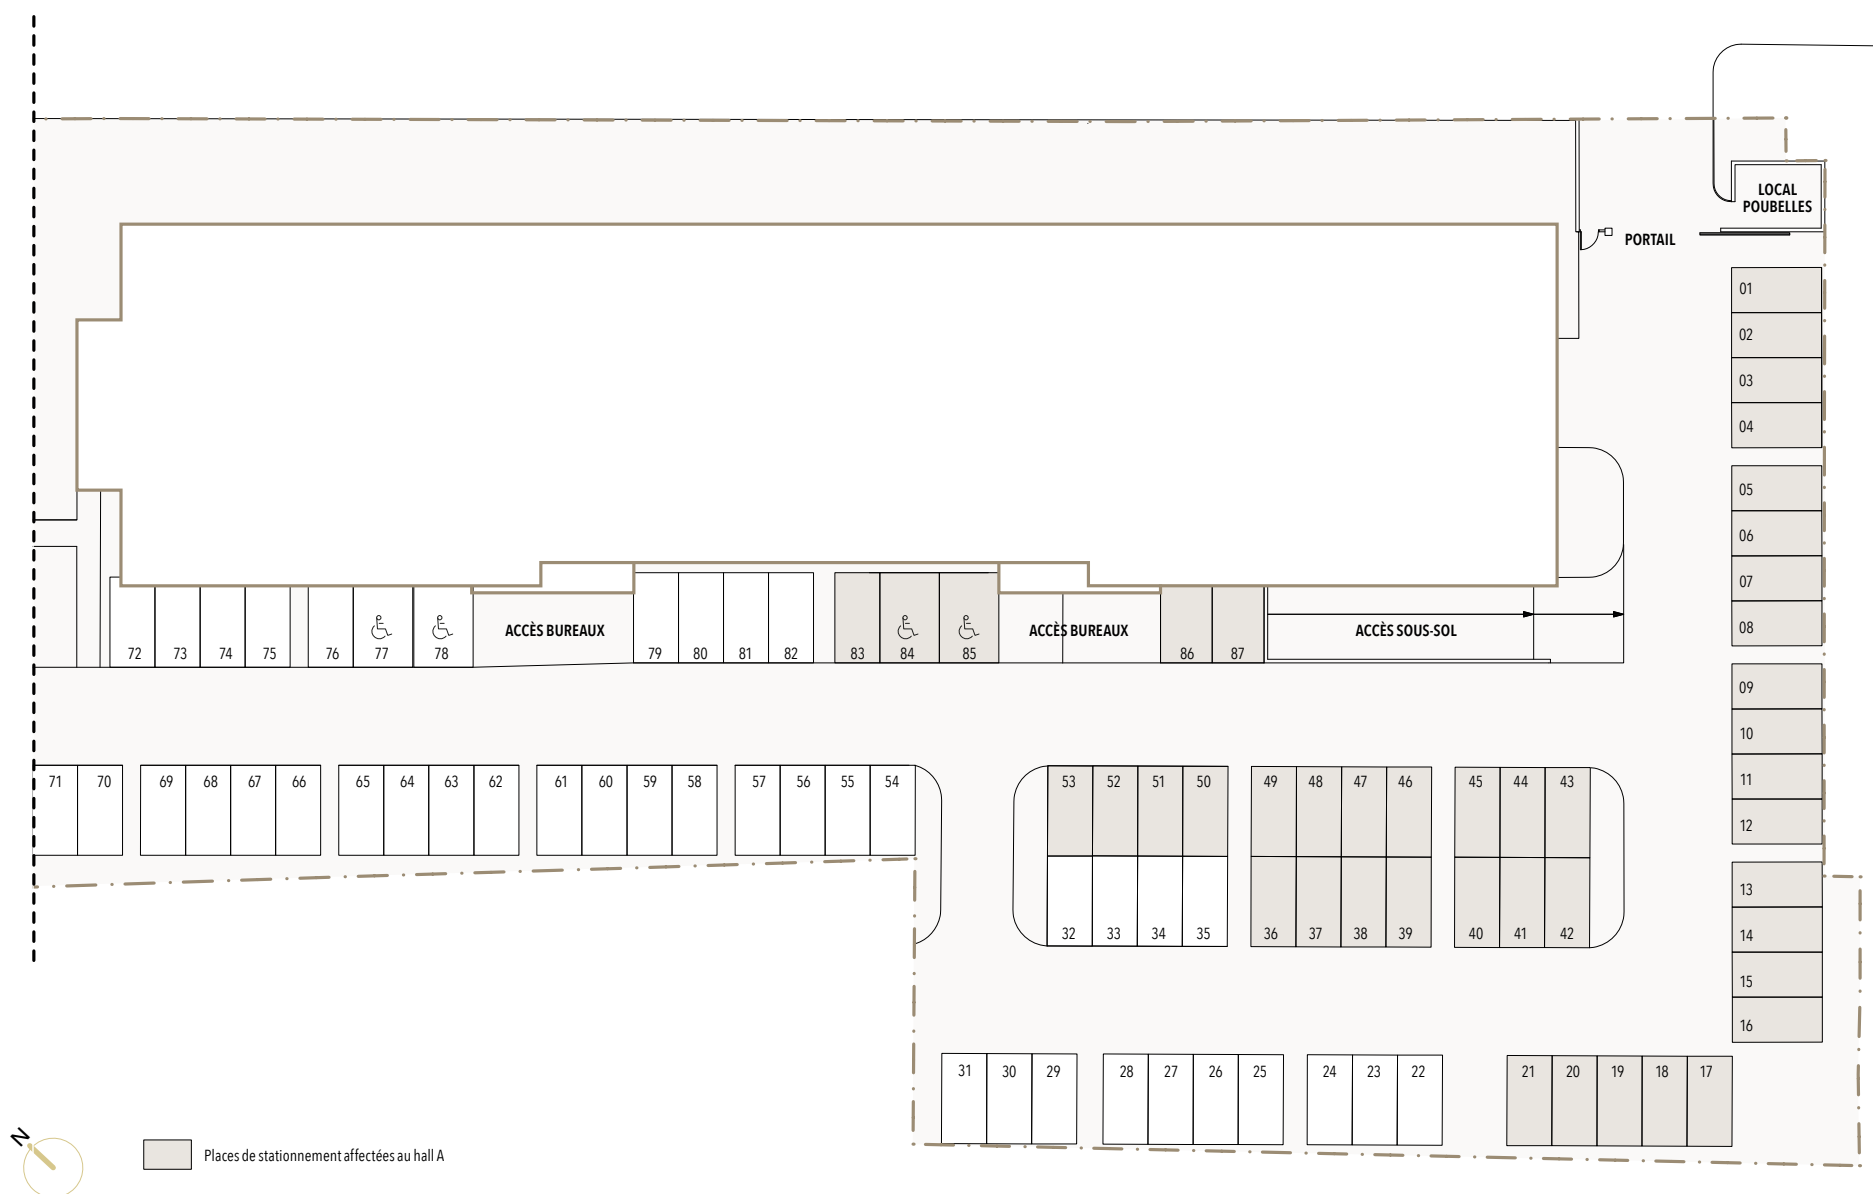 LOCAL
POUBELLES
PORTAIL
01
02
03
04
05
06
07
08
09
10
11
12
13
14
15
16
ACCÈS BUREAUX
ACCÈS BUREAUX
ACCÈS SOUS-SOL
72 73 74 75 76 77 78 79 80 81 82 83 84 85 86 87
71 70 69 68 67 66 65 64 63 62 61 60 59 58 57 56 55 54 53 52 51 50 49 48 47 46 45 44 43
32 33 34 35 36 37 38 39 40 41 42
31 30 29 28 27 26 25 24 23 22 21 20 19 18 17
N
Places de stationnement affectées au hall A